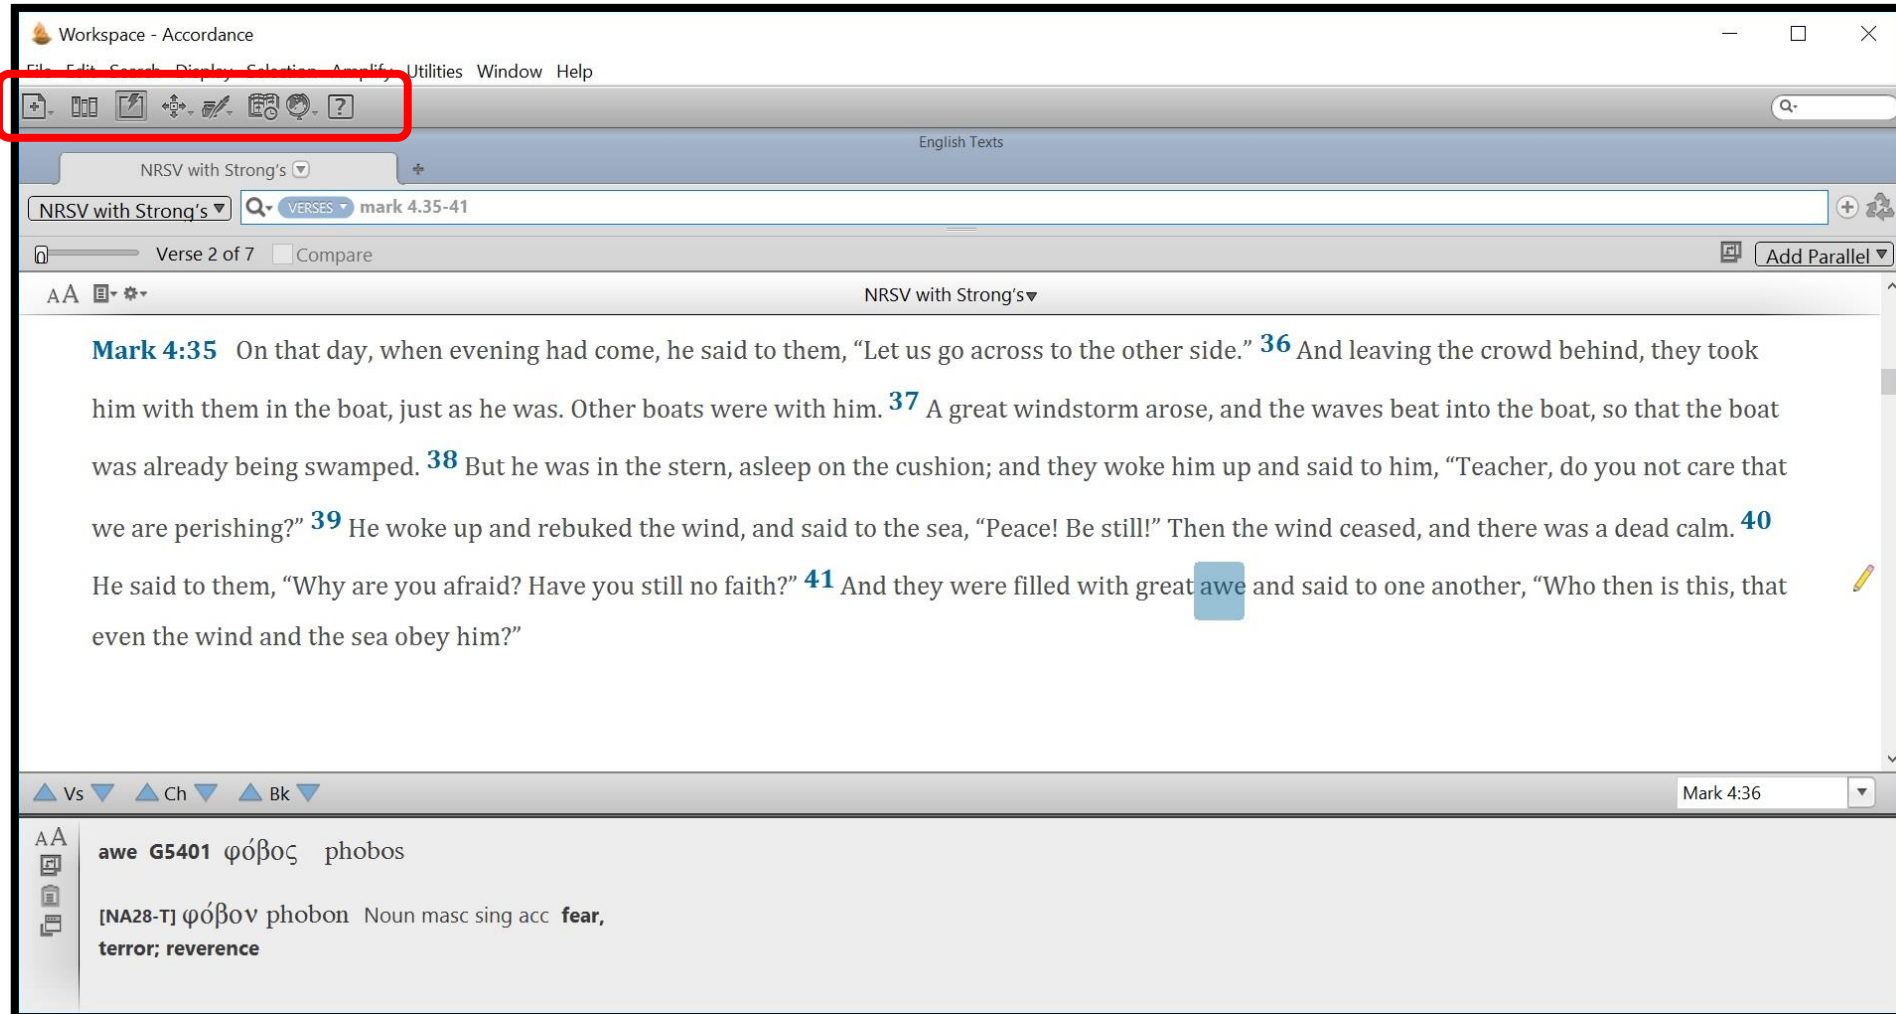 Workspace - Accordance
File Edit Search Display Selection Amplify Utilities Window Help
English Texts
NRSV with Strong's
NRSV with Strong's VERSES mark 4.35-41
Verse 2 of 7 Compare Add Parallel
AA NRSV with Strong's
Mark 4:35 On that day, when evening had come, he said to them, “Let us go across to the other side.” 36 And leaving the crowd behind, they took
him with them in the boat, just as he was. Other boats were with him. 37 A great windstorm arose, and the waves beat into the boat, so that the boat
was already being swamped. 38 But he was in the stern, asleep on the cushion; and they woke him up and said to him, “Teacher, do you not care that
we are perishing?” 39 He woke up and rebuked the wind, and said to the sea, “Peace! Be still!” Then the wind ceased, and there was a dead calm. 40
He said to them, “Why are you afraid? Have you still no faith?” 41 And they were filled with great awe and said to one another, “Who then is this, that
even the wind and the sea obey him?”
Vs Ch Bk Mark 4:36
AA
awe G5401 φόβος phobos
[NA28-T] φόβον phobon Noun masc sing acc fear,
terror; reverence